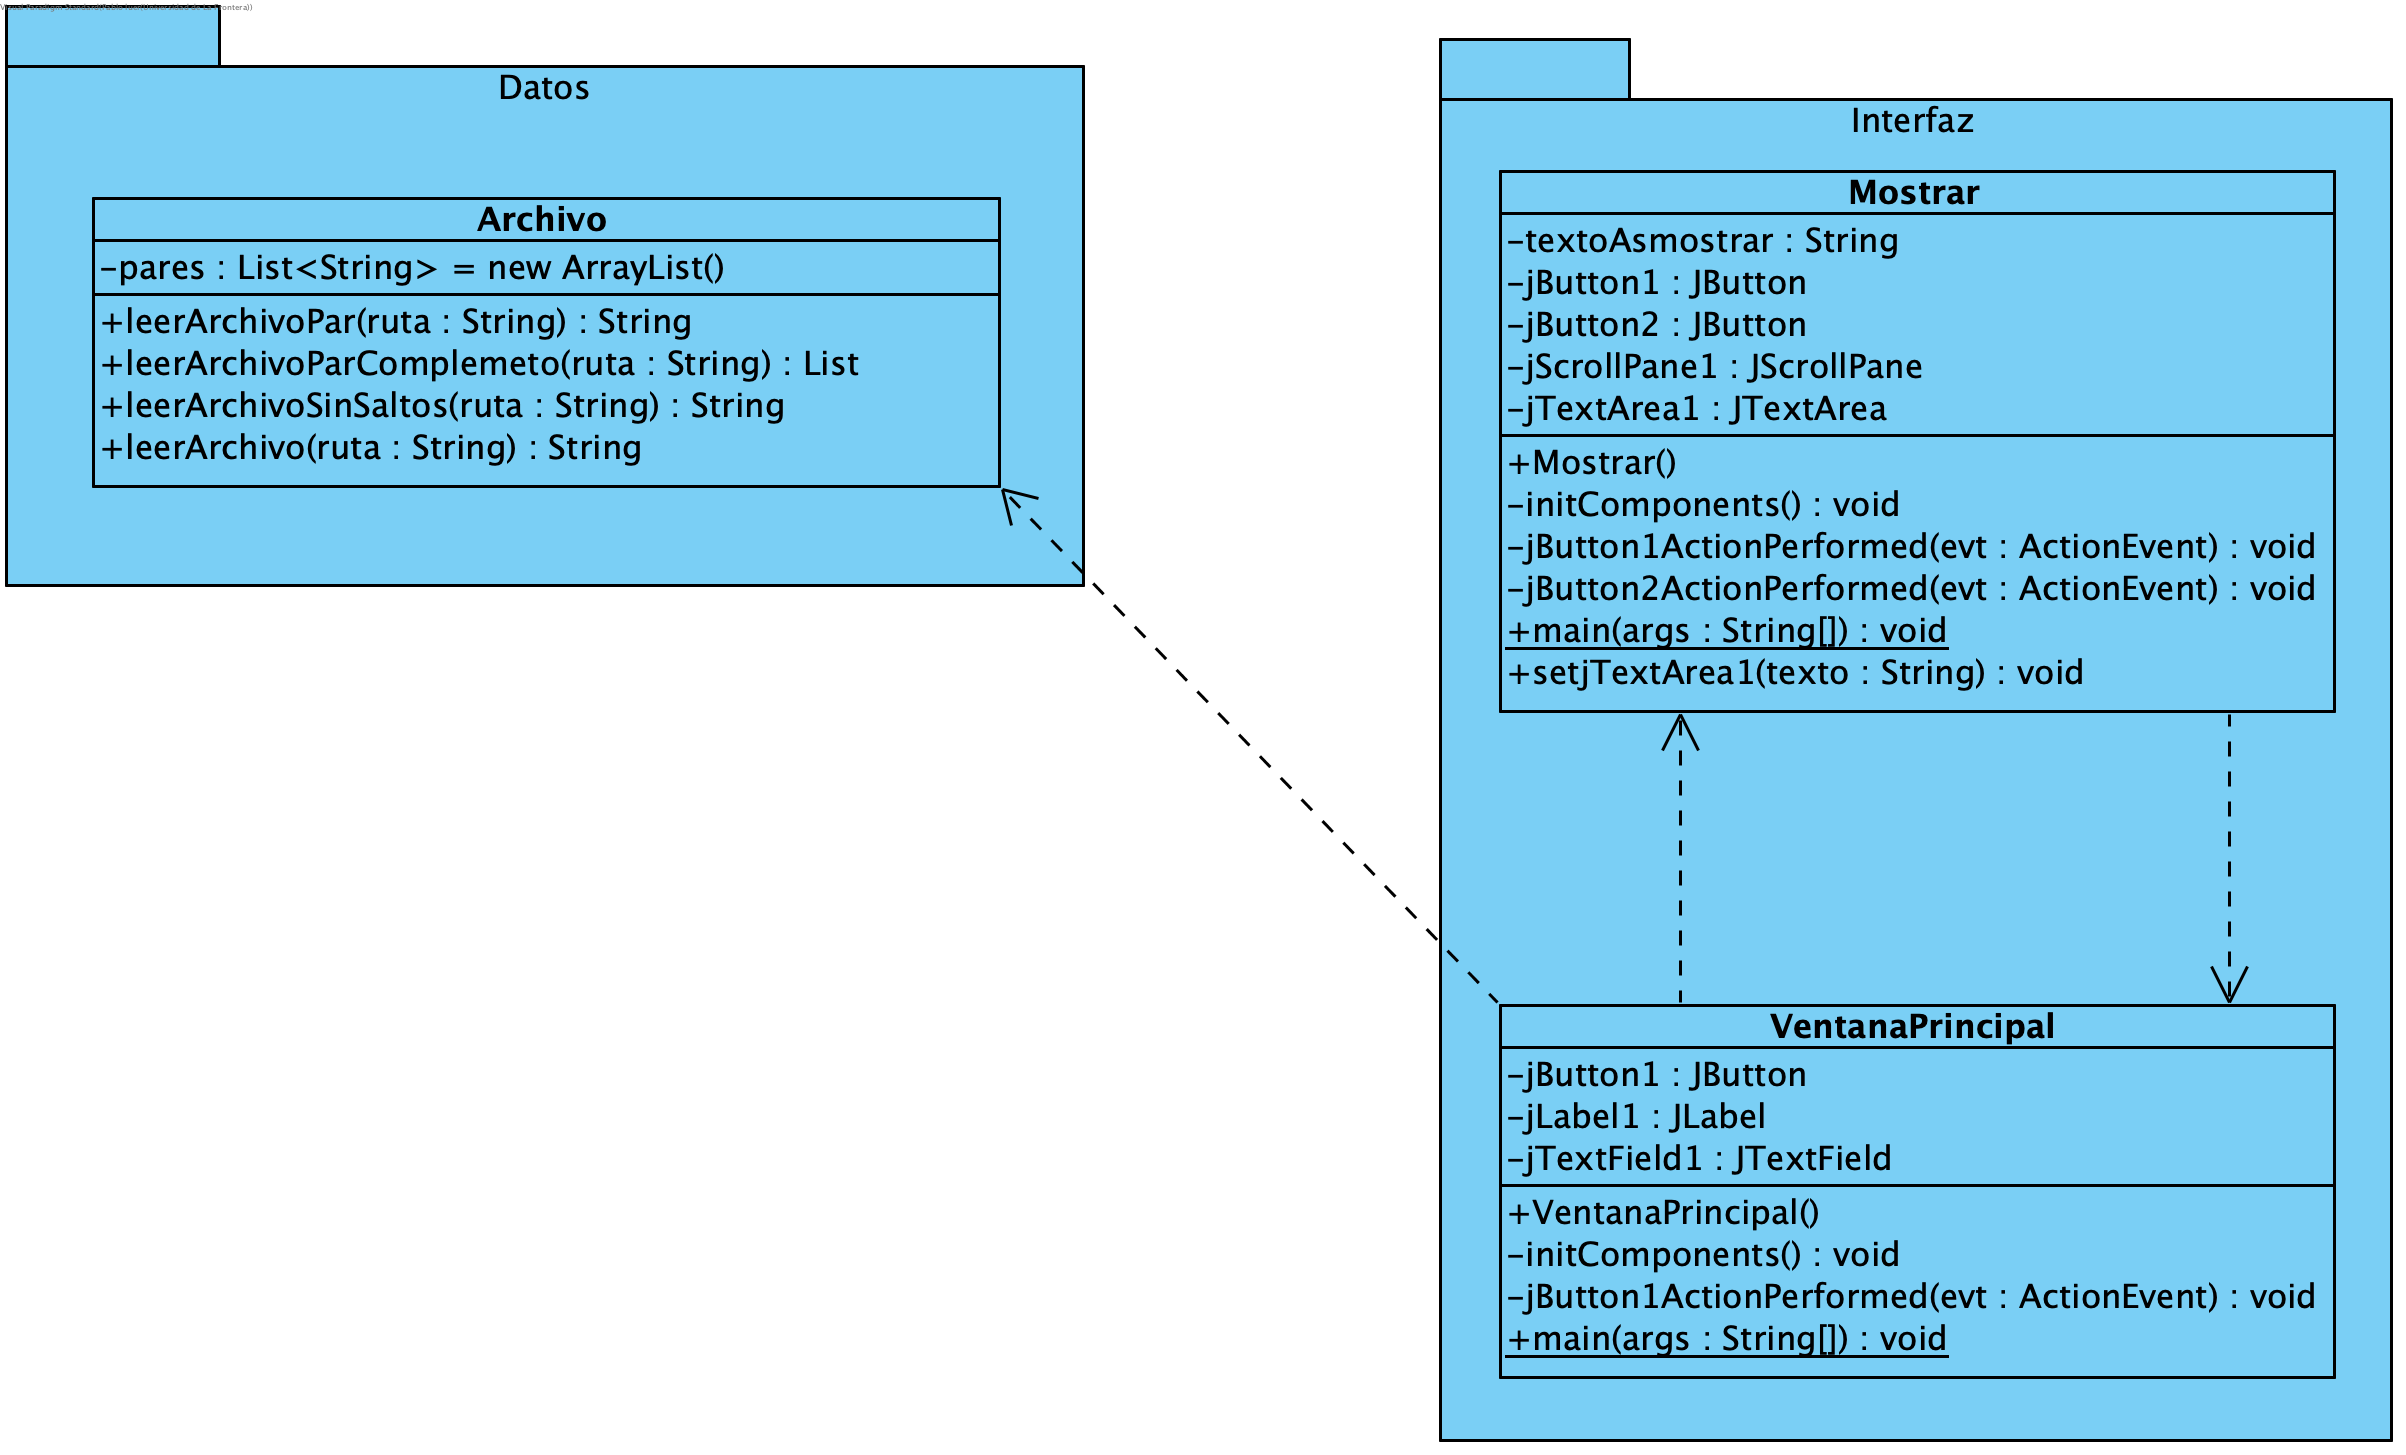 Datos
Archivo
-pares : List<String> = new ArrayList()
+leerArchivoPar(ruta : String) : String
+leerArchivoParComplemeto(ruta : String) : List
+leerArchivoSinSaltos(ruta : String) : String
+leerArchivo(ruta : String) : String
Interfaz
Mostrar
-textoAsmostrar : String
-jButton1 : JButton
-jButton2 : JButton
-jScrollPane1 : JScrollPane
-jTextArea1 : JTextArea
+Mostrar()
-initComponents() : void
-jButton1ActionPerformed(evt : ActionEvent) : void
-jButton2ActionPerformed(evt : ActionEvent) : void
+main(args : String[]) : void
+setjTextArea1(texto : String) : void
VentanaPrincipal
-jButton1 : JButton
-jLabel1 : JLabel
-jTextField1 : JTextField
+VentanaPrincipal()
-initComponents() : void
-jButton1ActionPerformed(evt : ActionEvent) : void
+main(args : String[]) : void